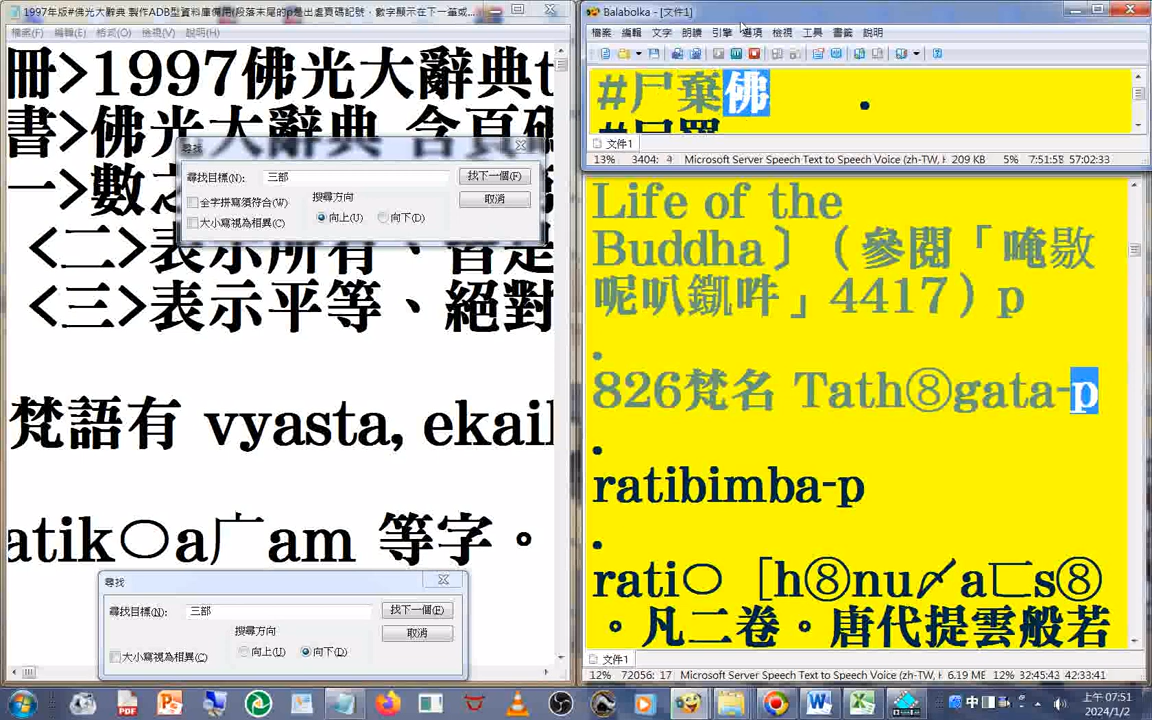 1997年版#佛光大辭典 製作ADB型資料庫備用(段落末尾的p是出處頁碼記號、數字顯示在下一筆或...
檔案(F) 編輯(E) 格式(O) 檢視(V) 說明(H)
冊>1997佛光大辭典t
書>佛光大辭典 含頁碼
一>數之
<二>表示所有、皆是
<三>表示平等、絕對
梵語有 vyasta, ekail
atik○a广am 等字。
尋找
尋找目標(N): 三部
找下一個(F)
全字拼寫須符合(W)
搜尋方向
取消
大小寫視為相異(C)
向上(U) 向下(D)
尋找
尋找目標(N): 三部
找下一個(F)
搜尋方向
取消
大小寫視為相異(C)
向上(U) 向下(D)
Balabolka - [文件1]
檔案 編輯 文字 朗讀 引擎 選項 檢視 工具 書籤 說明
#尸棄佛 .
#尸羅
文件1
13% 3404: 4 Microsoft Server Speech Text to Speech Voice (zh-TW, H 209 KB 5% 7:51:58 57:02:33
Life of the
Buddha〕（參閱「唵
呢叭吽」4417）p
.
826梵名 Tath⑧gata-p
.
ratibimba-p
.
rati○［h⑧nu〆a匚s⑧
。凡二卷。唐代提雲般若
文件1
12% 72056: 17 Microsoft Server Speech Text to Speech Voice (zh-TW, H 6.19 ME 12% 32:45:43 42:33:41
上午 07:51
2024/1/2